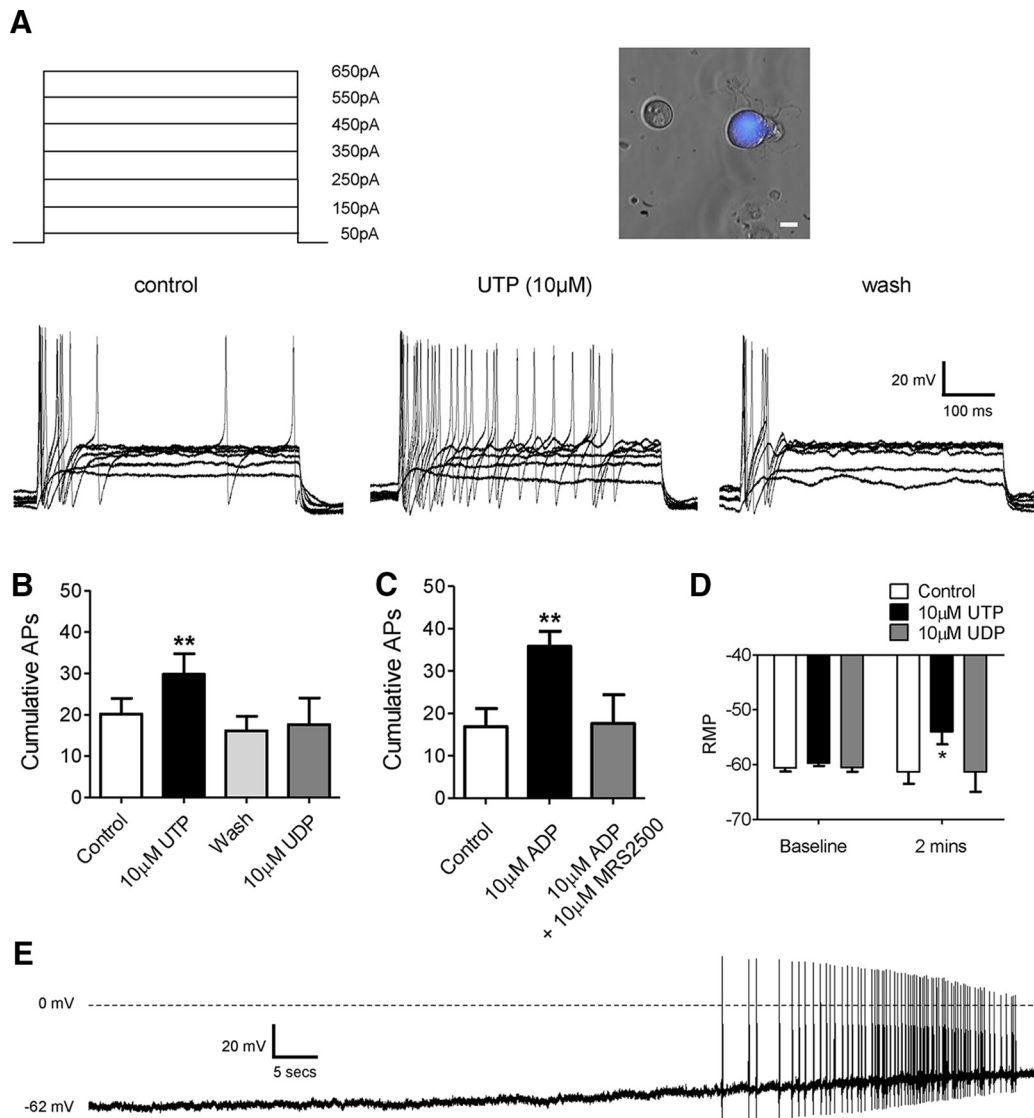 A
650pA
550pA
450pA
350pA
250pA
150pA
50pA
control
UTP (10µM)
wash
20 mV
100 ms
B
Cumulative APs
50
40
30
20
10
0
**
Control
10µM UTP
Wash
10µM UDP
C
Cumulative APs
50
40
30
20
10
0
**
Control
10µM ADP
10µM ADP
+ 10µM MRS2500
D
Control
10µM UTP
10µM UDP
RMP
-40
-50
-60
-70
*
Baseline
2 mins
E
0 mV
20 mV
5 secs
-62 mV